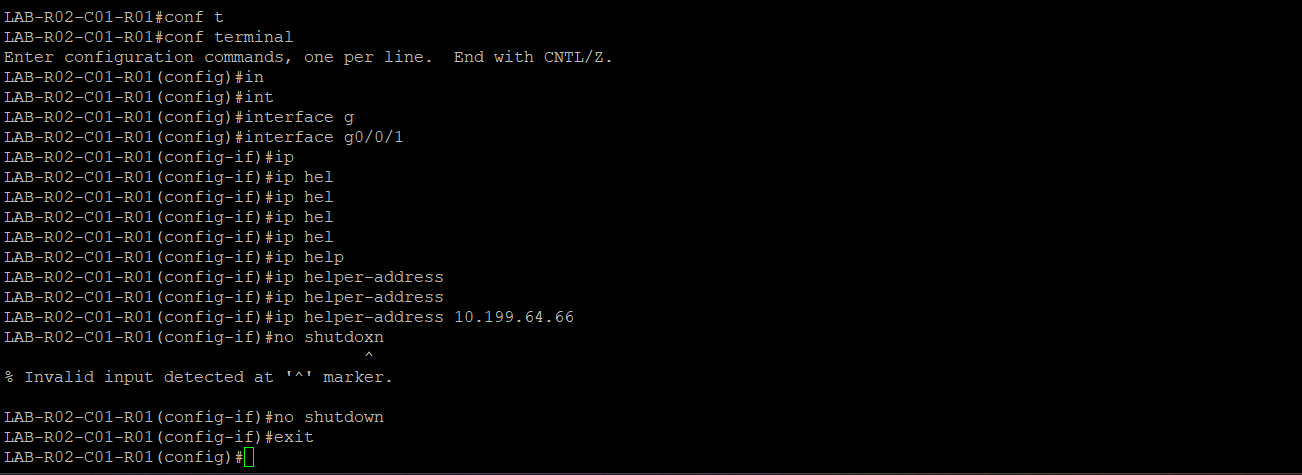 LAB-R02-C01-R01#conf t
LAB-R02-C01-R01#conf terminal
Enter configuration commands, one per line.  End with CNTL/Z.
LAB-R02-C01-R01(config)#in
LAB-R02-C01-R01(config)#int
LAB-R02-C01-R01(config)#interface g
LAB-R02-C01-R01(config)#interface g0/0/1
LAB-R02-C01-R01(config-if)#ip
LAB-R02-C01-R01(config-if)#ip hel
LAB-R02-C01-R01(config-if)#ip hel
LAB-R02-C01-R01(config-if)#ip hel
LAB-R02-C01-R01(config-if)#ip hel
LAB-R02-C01-R01(config-if)#ip help
LAB-R02-C01-R01(config-if)#ip helper-address
LAB-R02-C01-R01(config-if)#ip helper-address
LAB-R02-C01-R01(config-if)#ip helper-address 10.199.64.66
LAB-R02-C01-R01(config-if)#no shutdoxn
                                    ^
% Invalid input detected at '^' marker.

LAB-R02-C01-R01(config-if)#no shutdown
LAB-R02-C01-R01(config-if)#exit
LAB-R02-C01-R01(config)#